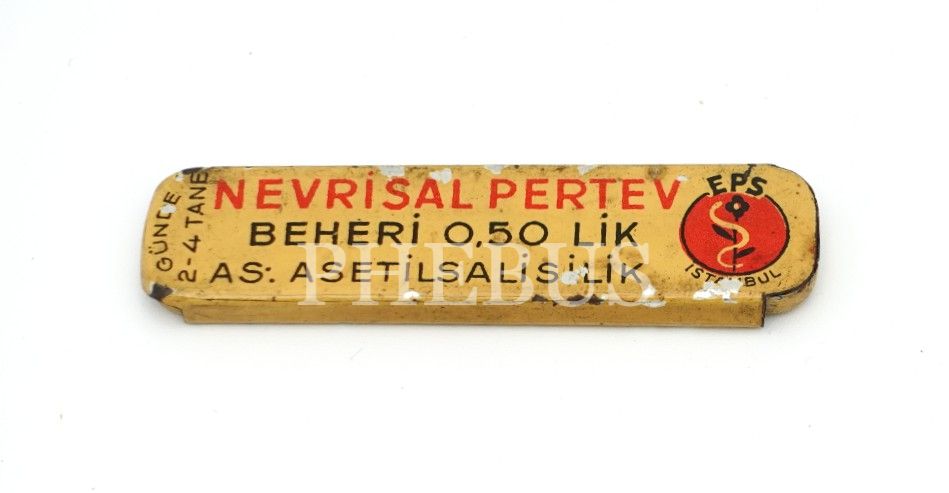 GÜNDE
2-4 TANE
NEVRİSAL PERTEV
BEHERİ 0,50 LİK
AS: ASETİLSALİSİLİK
EPS
İSTANBUL
PHEBUS